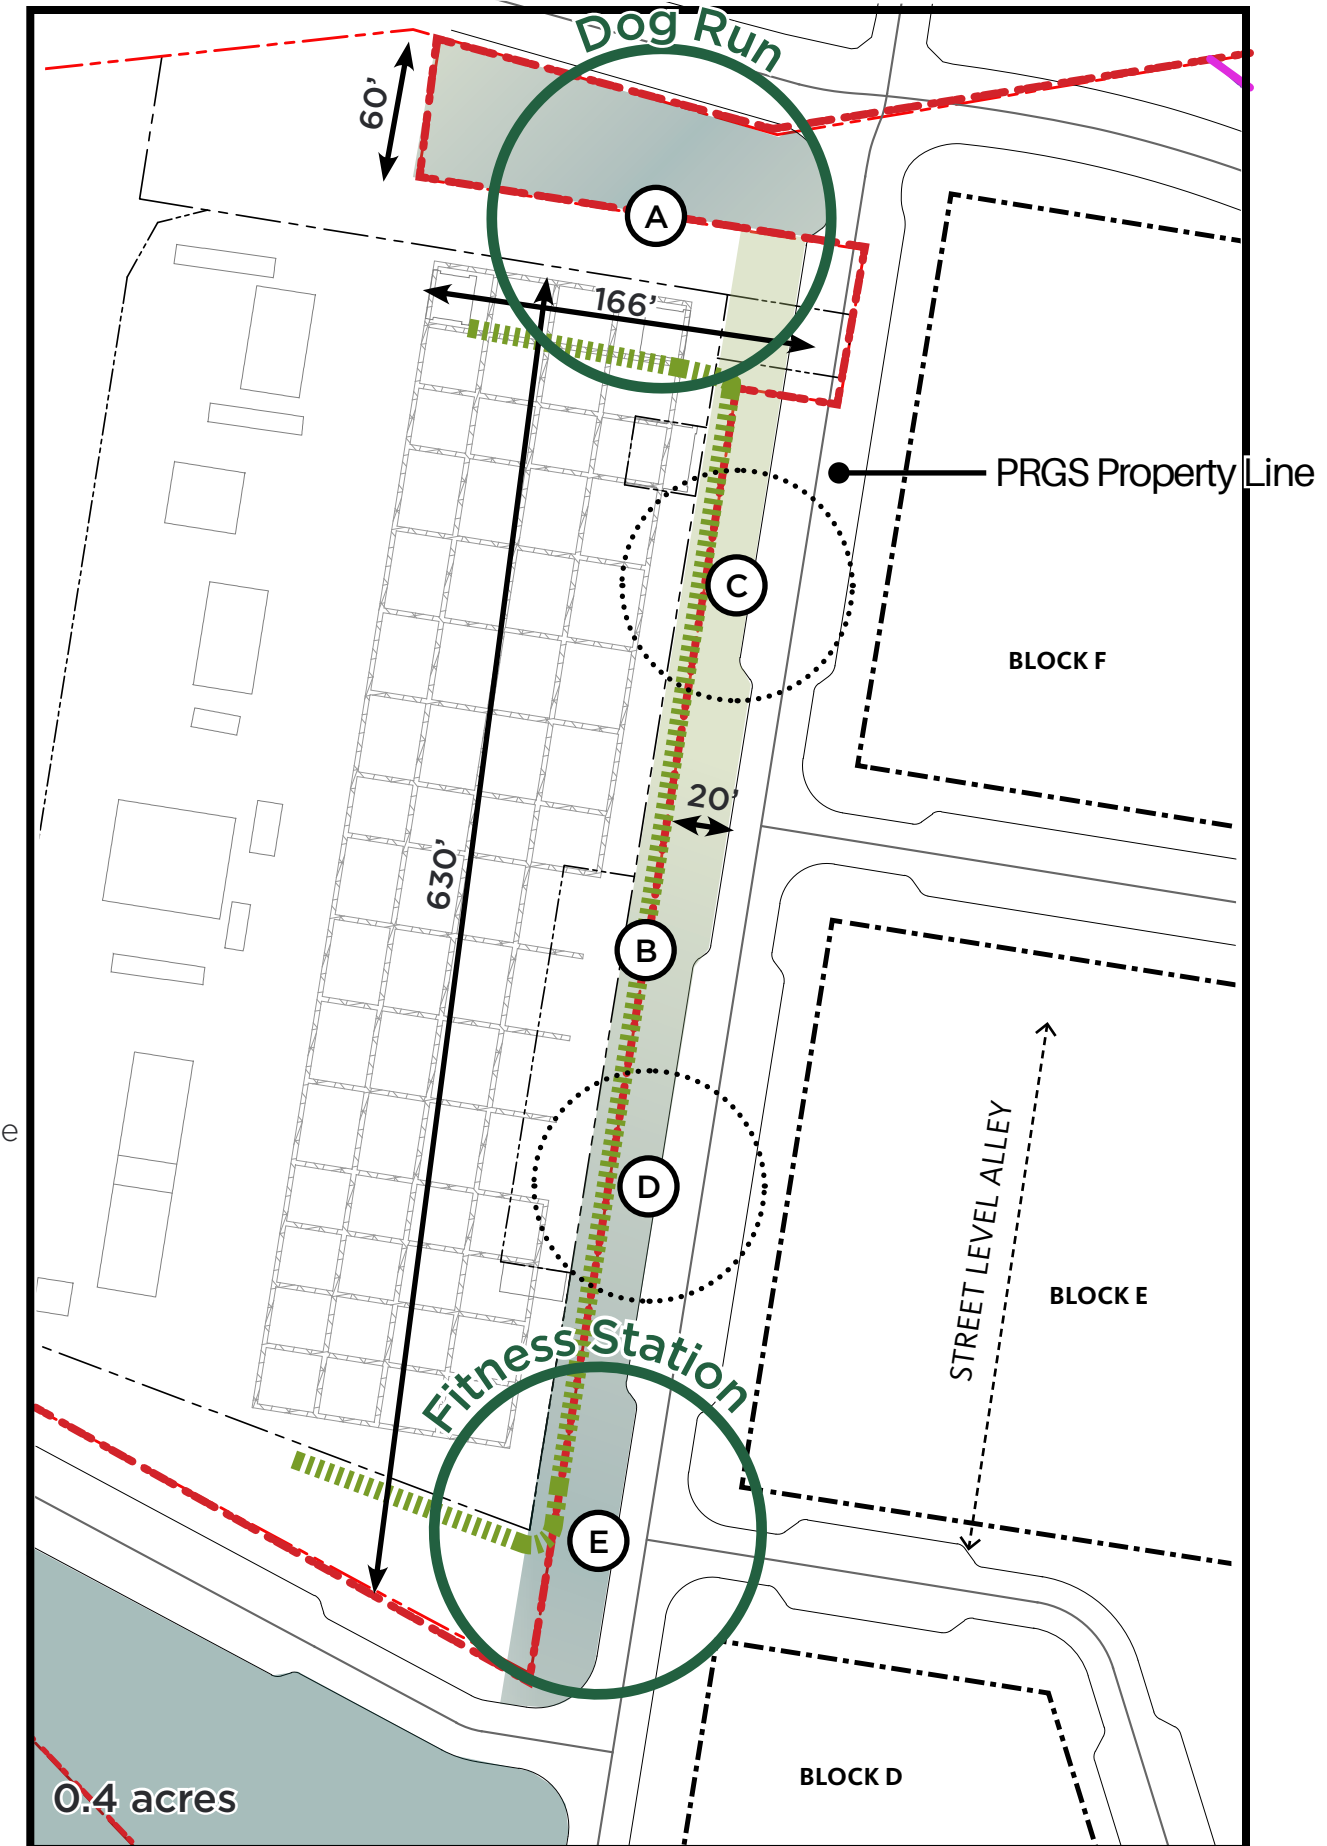 Dog Run
60’
A
166’
PRGS Property Line
C
BLOCK F
20’
630’
B
STREET LEVEL ALLEY
e
D
BLOCK E
Fitness Station
E
BLOCK D
0.4 acres